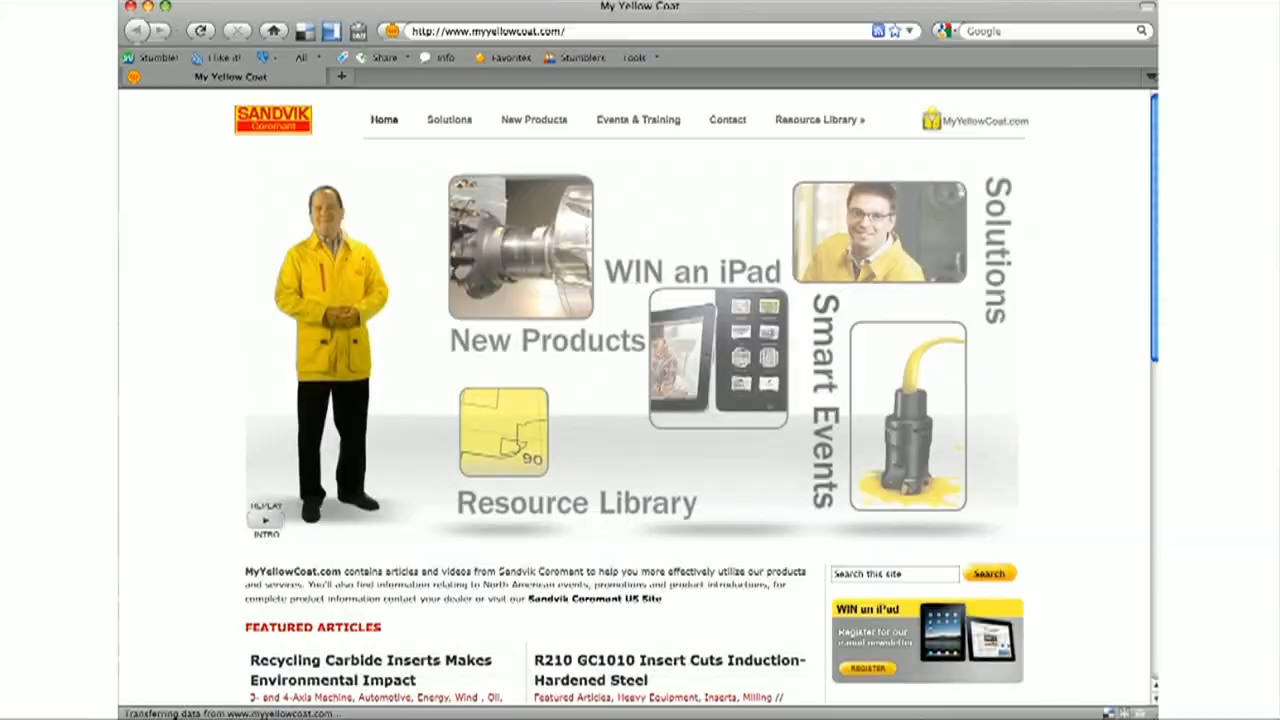 My Yellow Coat
http://www.myyellowcoat.com/
Google
Stumble!
I like it!
All
Share
Info
Favorites
Stumblers
Tools
My Yellow Coat
SANDVIK
Coromant
Home
Solutions
New Products
Events & Training
Contact
Resource Library »
MyYellowCoat.com
Solutions
WIN an iPad
New Products
Smart Events
90
Resource Library
REPLAY
INTRO
MyYellowCoat.com contains articles and videos from Sandvik Coromant to help you more effectively utilize our products
and services. You'll also find information relating to North American events, promotions and product introductions, for
complete product information contact your dealer or visit our Sandvik Coromant US Site
Search this site
Search
WIN an iPad
Register for our
e-mail newsletter
REGISTER
FEATURED ARTICLES
Recycling Carbide Inserts Makes
Environmental Impact
3- and 4-Axis Machine, Automotive, Energy, Wind , Oil,
R210 GC1010 Insert Cuts Induction-
Hardened Steel
Featured Articles, Heavy Equipment, Inserts, Milling //
Transferring data from www.myyellowcoat.com...